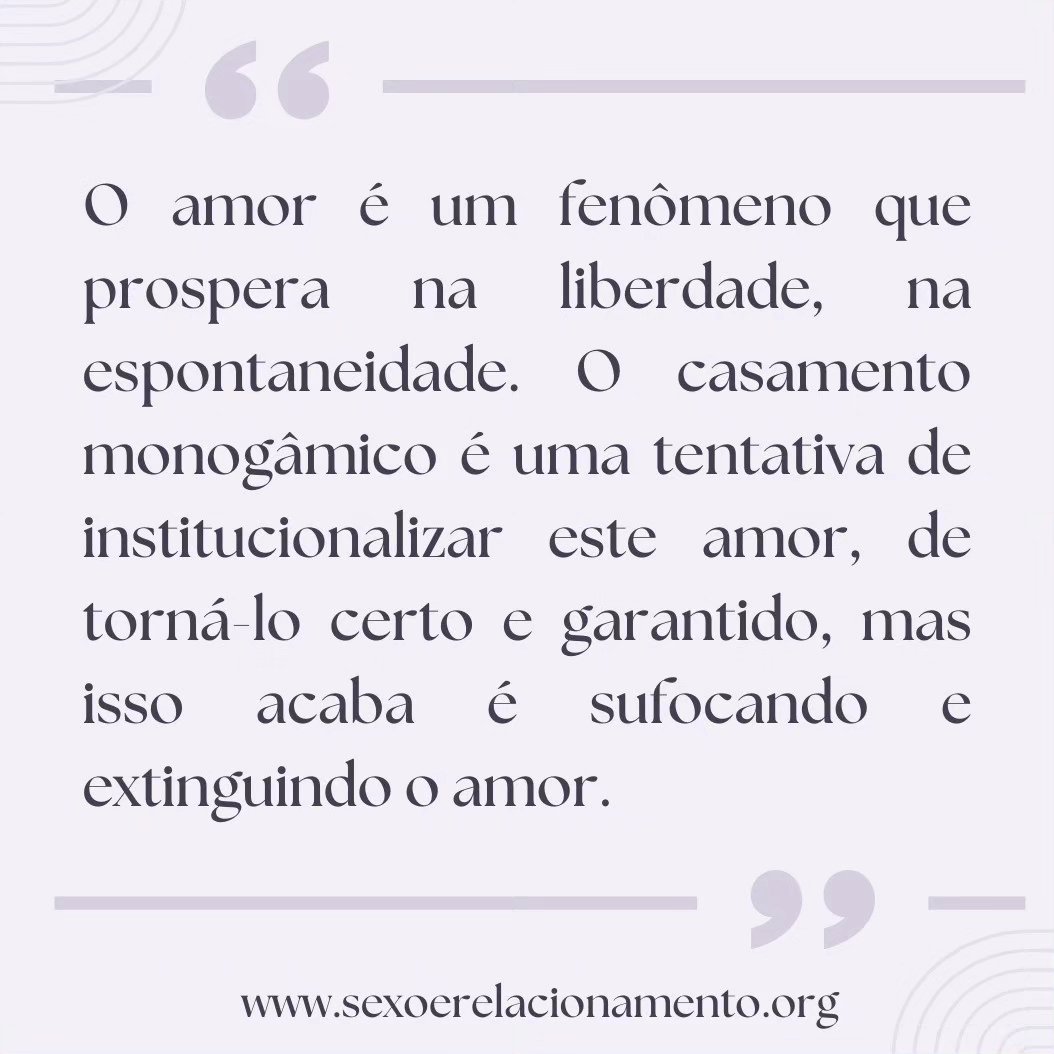 O amor é um fenômeno que
prospera na liberdade, na
espontaneidade. O casamento
monogâmico é uma tentativa de
institucionalizar este amor, de
torná-lo certo e garantido, mas
isso acaba é sufocando e
extinguindo o amor.
www.sexoerelacionamento.org